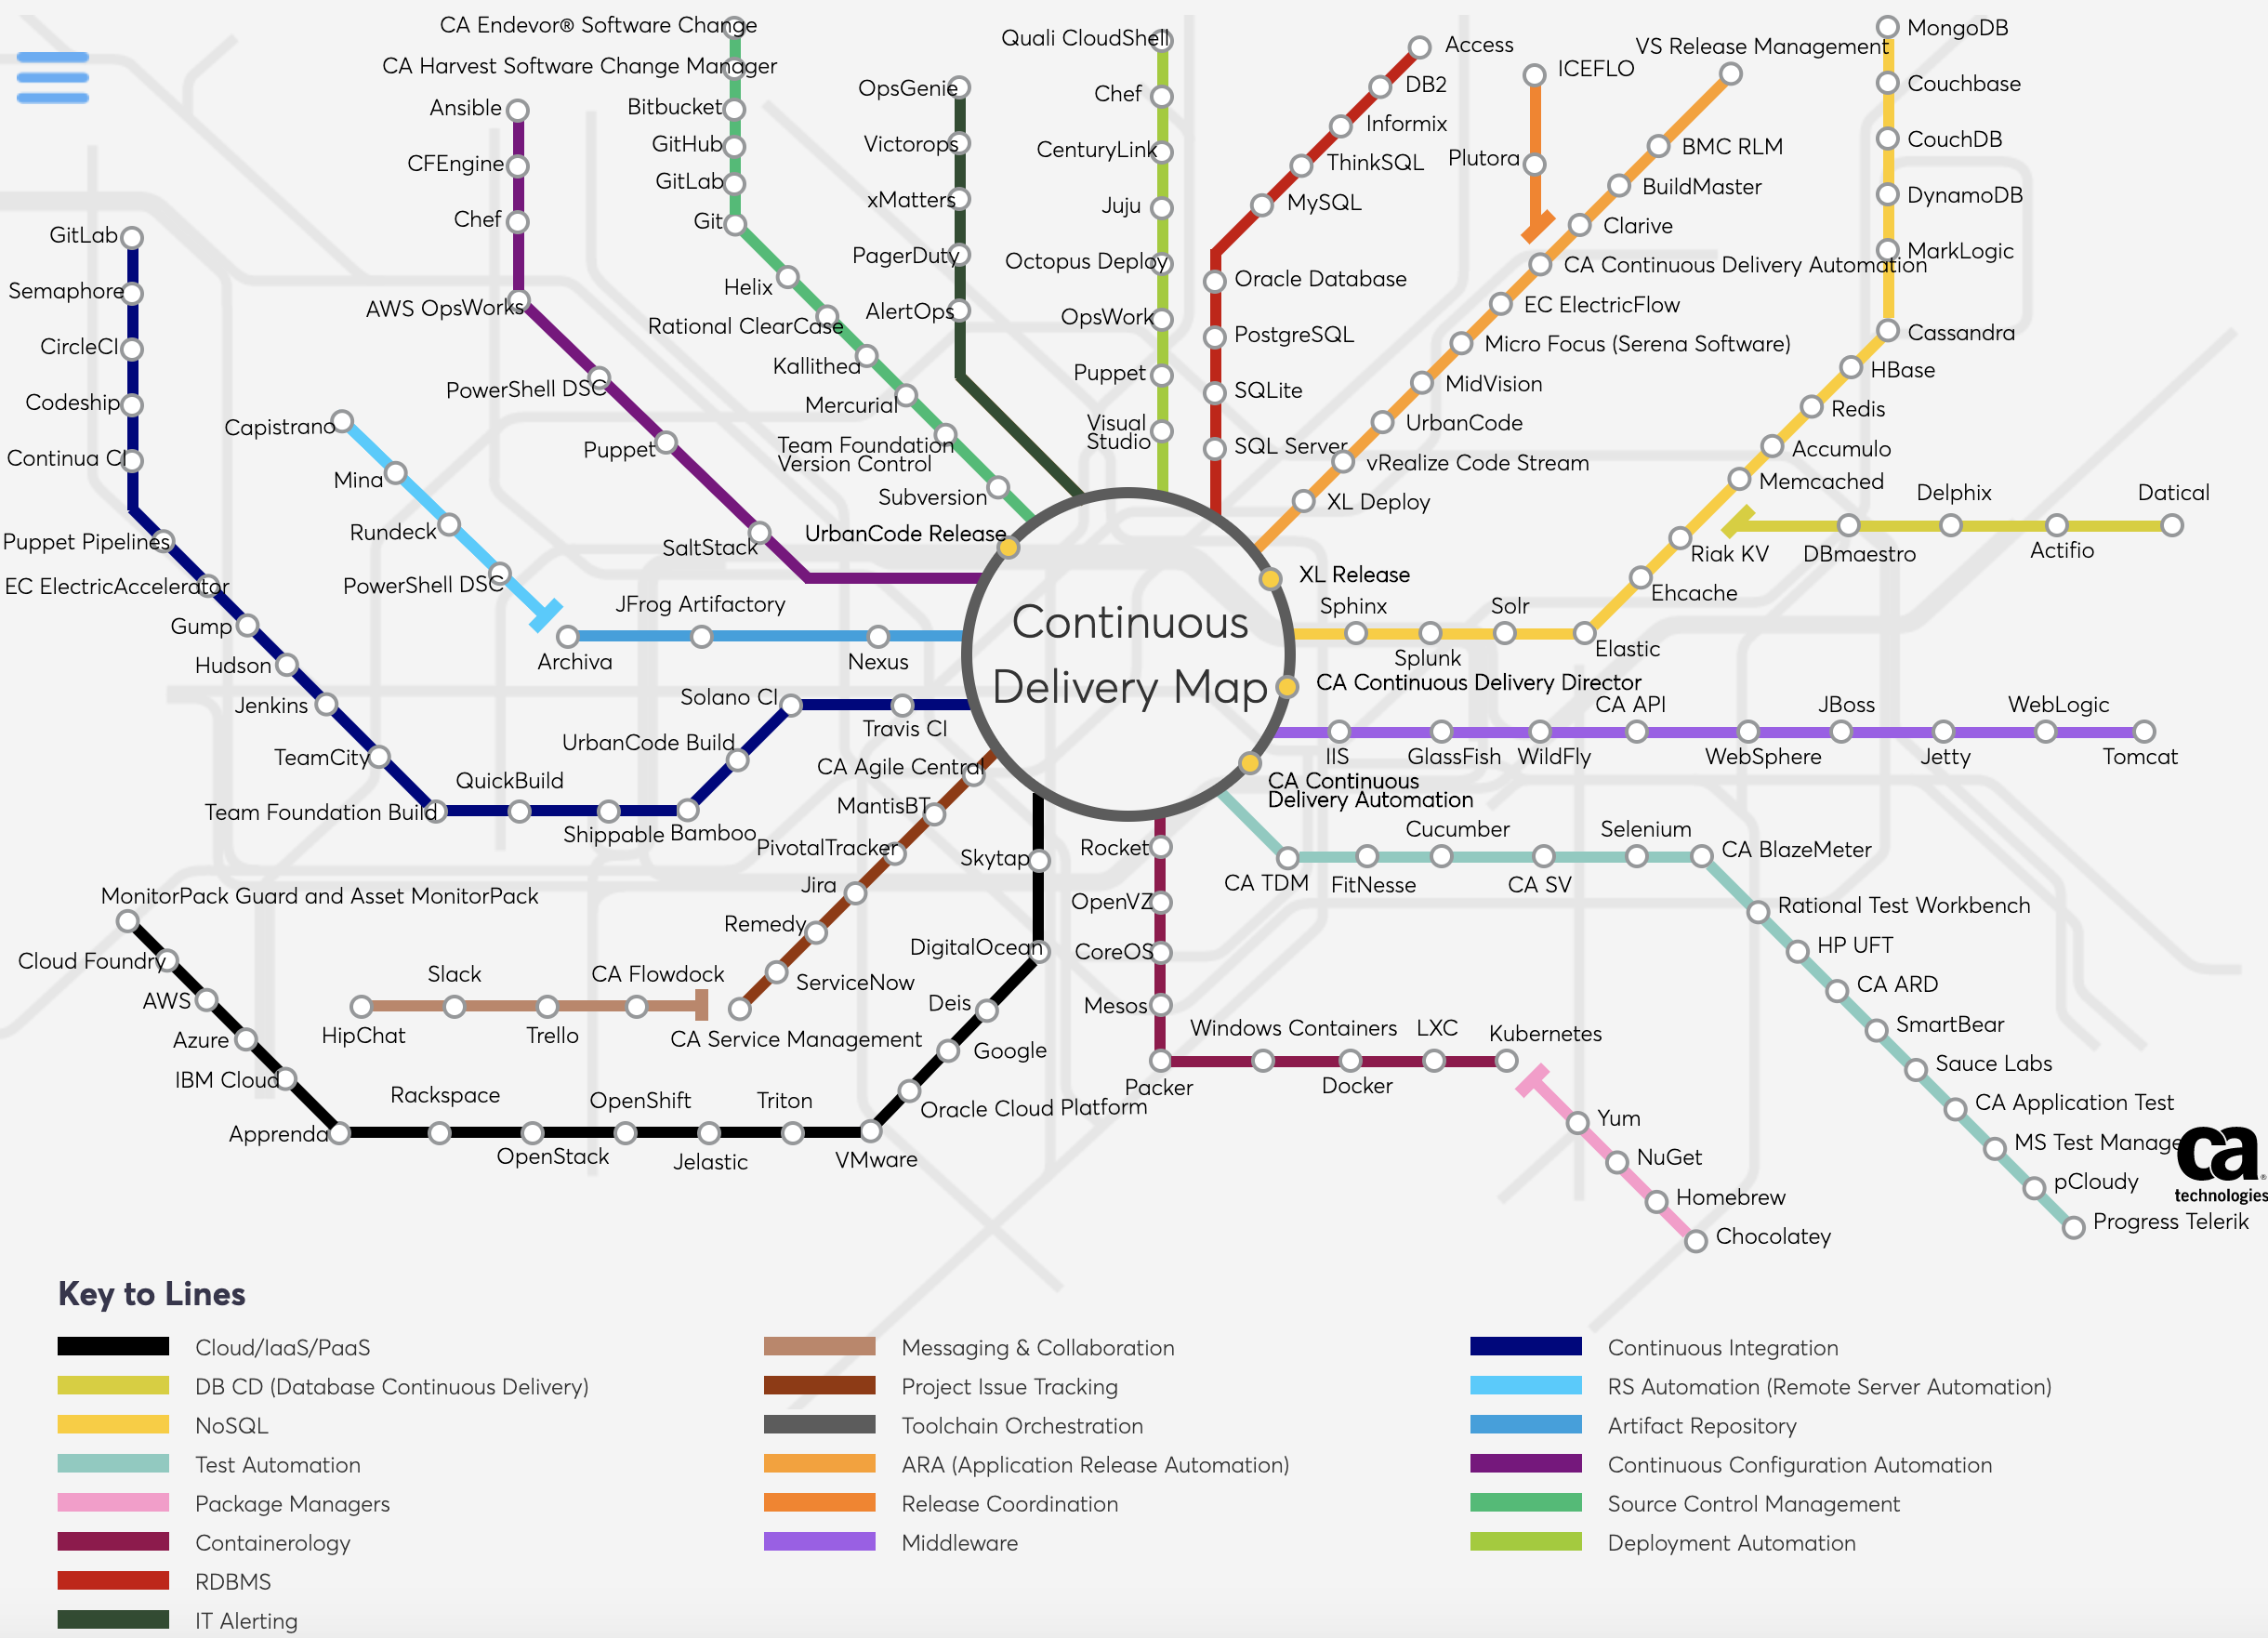 CA Endevor® Software Change
CA Harvest Software Change Manager
Bitbucket
GitHub
GitLab
Git
Helix
Rational ClearCase
Kallithea
Mercurial
Team Foundation
Version Control
Subversion
UrbanCode Release
Ansible
CFEngine
Chef
AWS OpsWorks
PowerShell DSC
Puppet
SaltStack
OpsGenie
Victorops
xMatters
PagerDuty
AlertOps
Quali CloudShell
Chef
CenturyLink
Juju
Octopus Deploy
OpsWork
Puppet
Visual
Studio
Access
DB2
Informix
ThinkSQL
MySQL
Oracle Database
PostgreSQL
SQLite
SQL Server
ICEFLO
Plutora
VS Release Management
BMC RLM
BuildMaster
Clarive
CA Continuous Delivery Automation
EC ElectricFlow
Micro Focus (Serena Software)
MidVision
UrbanCode
vRealize Code Stream
XL Deploy
XL Release
MongoDB
Couchbase
CouchDB
DynamoDB
MarkLogic
Cassandra
HBase
Redis
Accumulo
Memcached
Riak KV
Ehcache
Elastic
Solr
Splunk
Sphinx
Delphix
Datical
DBmaestro
Actifio
GitLab
Semaphore
CircleCI
Codeship
Continua CI
Puppet Pipelines
EC ElectricAccelerator
Gump
Hudson
Jenkins
TeamCity
Team Foundation Build
QuickBuild
Shippable
Bamboo
UrbanCode Build
Solano CI
Travis CI
Capistrano
Mina
Rundeck
PowerShell DSC
JFrog Artifactory
Archiva
Nexus
Continuous
Delivery Map
CA Continuous Delivery Director
CA API
JBoss
WebLogic
IIS
GlassFish
WildFly
WebSphere
Jetty
Tomcat
CA Continuous
Delivery Automation
Cucumber
Selenium
CA BlazeMeter
CA TDM
FitNesse
CA SV
Rational Test Workbench
HP UFT
CA ARD
SmartBear
Sauce Labs
CA Application Test
MS Test Manage
pCloudy
Progress Telerik
ca
technologies
CA Agile Central
MantisBT
PivotalTracker
Jira
Remedy
ServiceNow
CA Service Management
Slack
CA Flowdock
HipChat
Trello
MonitorPack Guard and Asset MonitorPack
Cloud Foundry
AWS
Azure
IBM Cloud
Apprenda
Rackspace
OpenStack
OpenShift
Jelastic
Triton
VMware
Oracle Cloud Platform
Google
Deis
DigitalOcean
Skytap
Rocket
OpenVZ
CoreOS
Mesos
Packer
Windows Containers
Docker
LXC
Kubernetes
Yum
NuGet
Homebrew
Chocolatey
Key to Lines
Cloud/IaaS/PaaS
DB CD (Database Continuous Delivery)
NoSQL
Test Automation
Package Managers
Containerology
RDBMS
IT Alerting
Messaging & Collaboration
Project Issue Tracking
Toolchain Orchestration
ARA (Application Release Automation)
Release Coordination
Middleware
Continuous Integration
RS Automation (Remote Server Automation)
Artifact Repository
Continuous Configuration Automation
Source Control Management
Deployment Automation